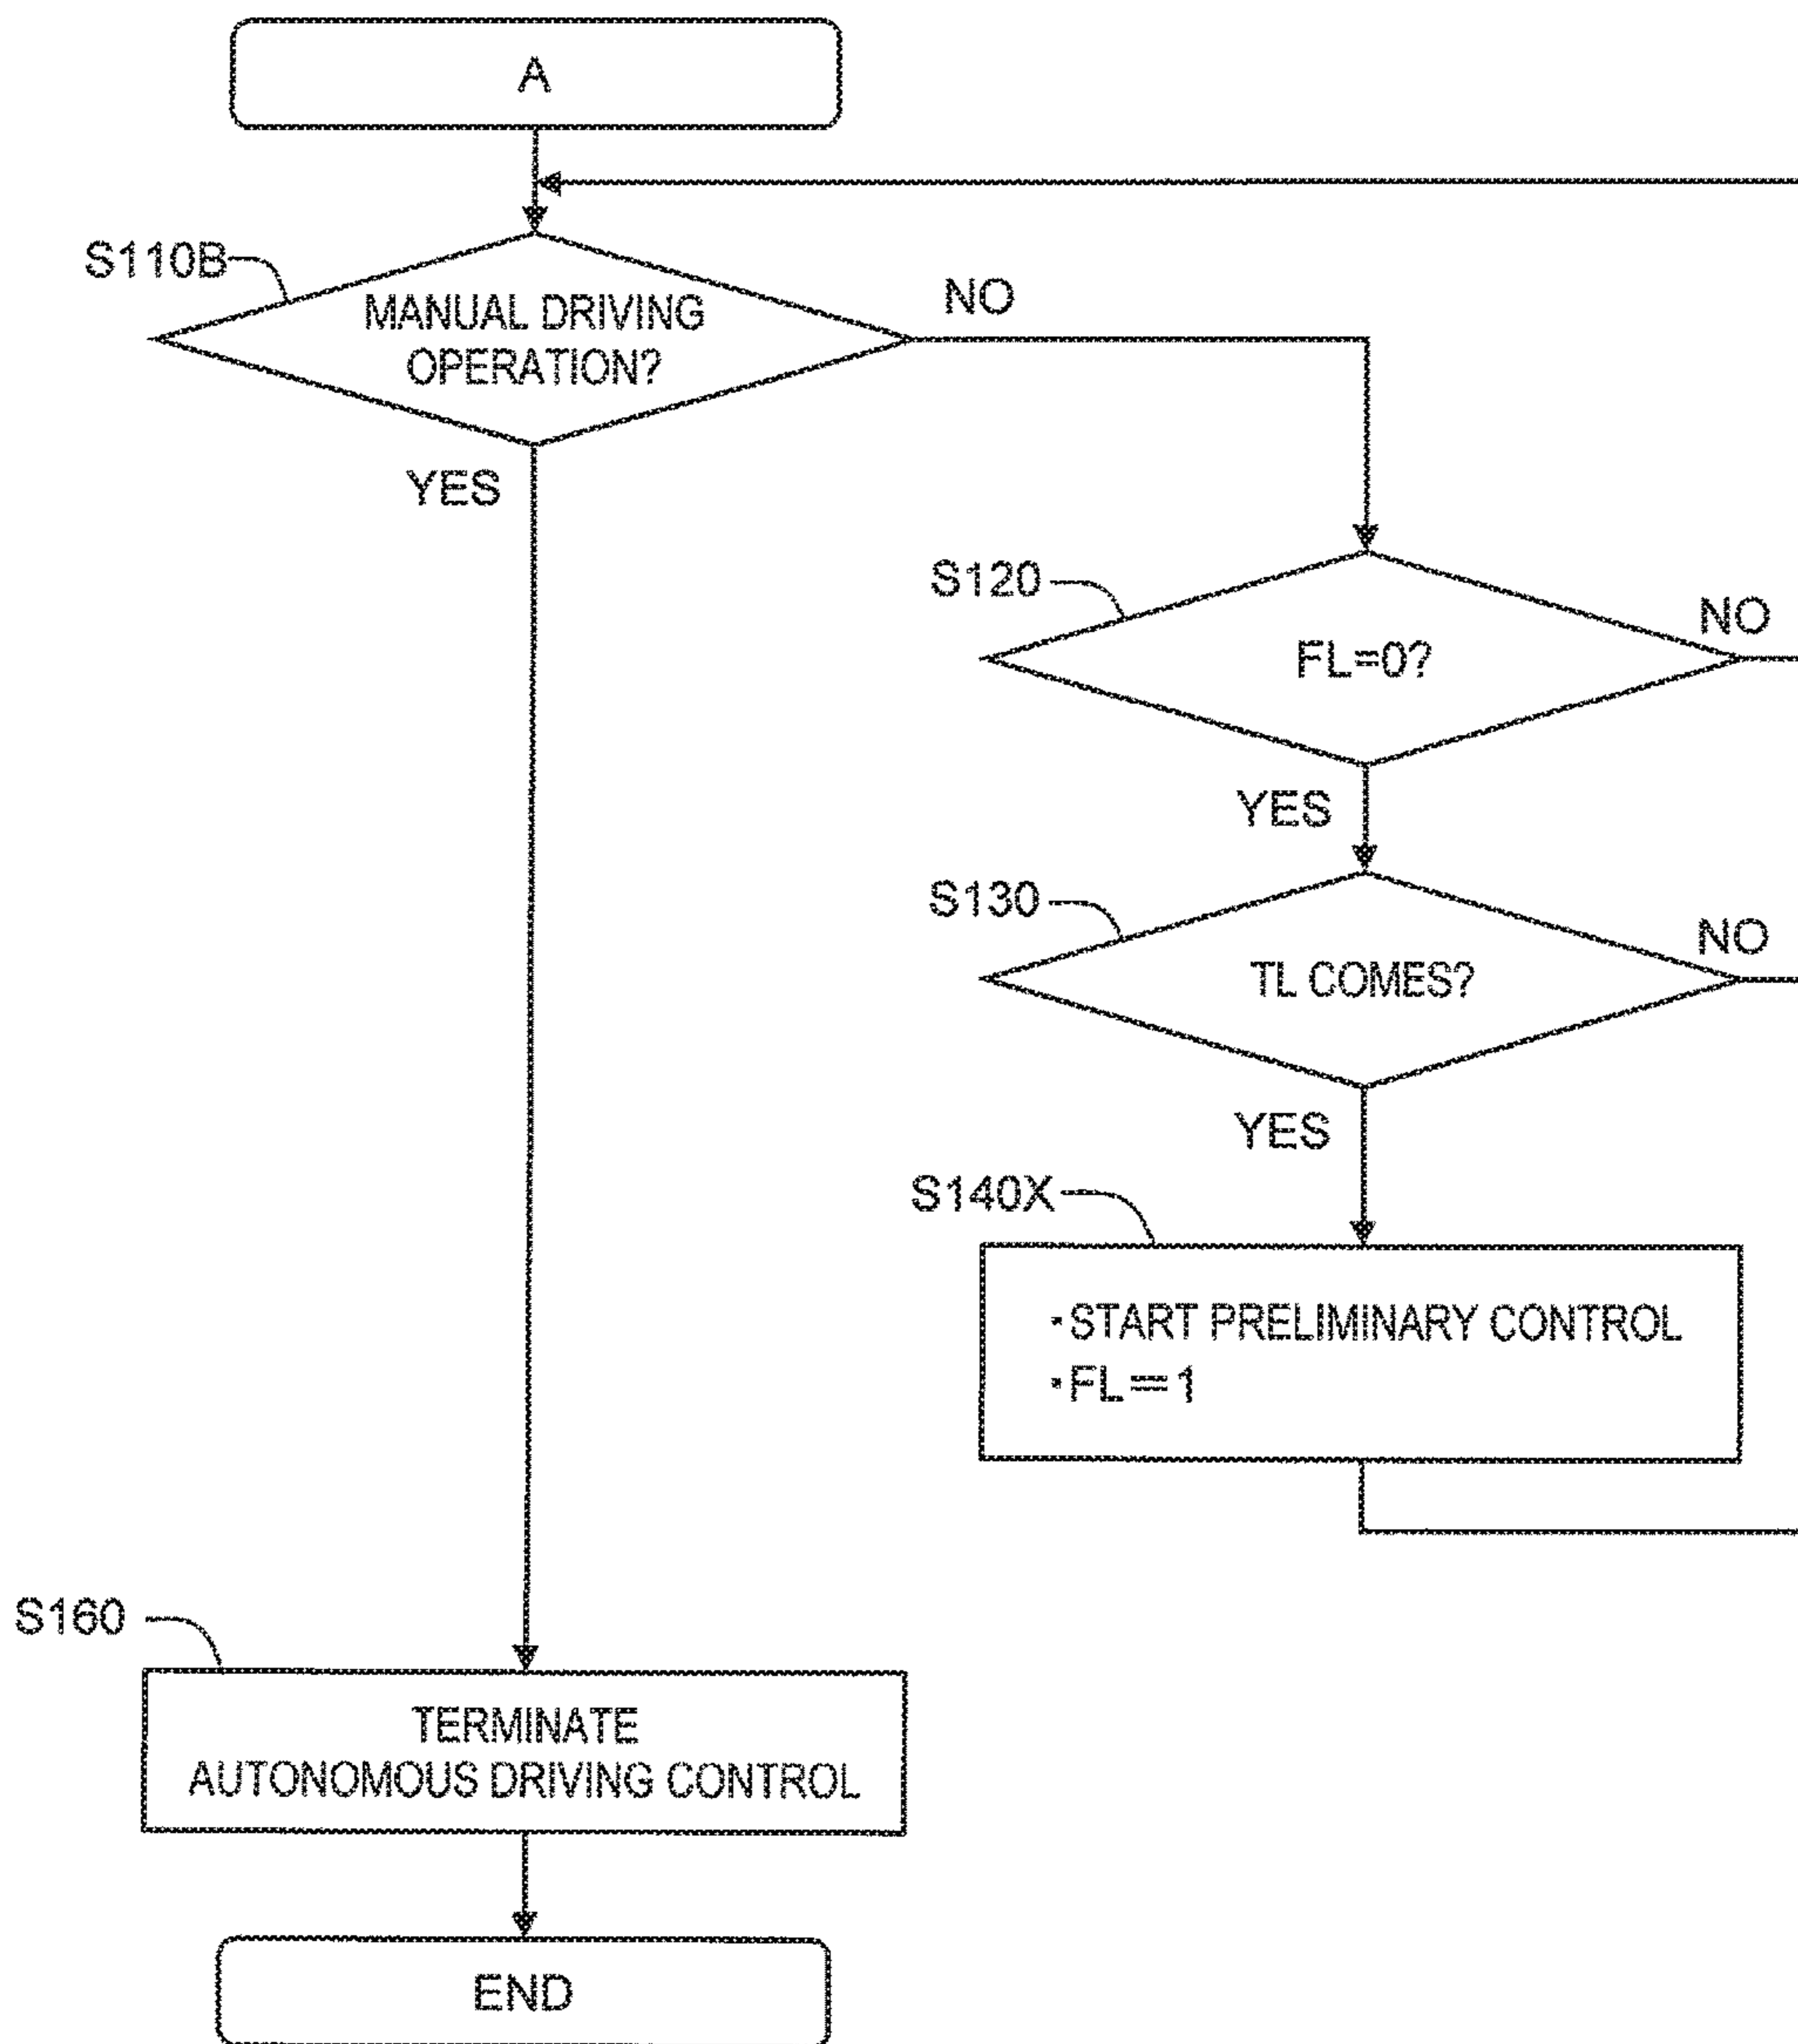 A
S110B
MANUAL DRIVING
OPERATION?
NO
YES
S120
FL=0?
NO
YES
S130
TL COMES?
NO
YES
S140X
・START PRELIMINARY CONTROL
・FL=1
S160
TERMINATE
AUTONOMOUS DRIVING CONTROL
END